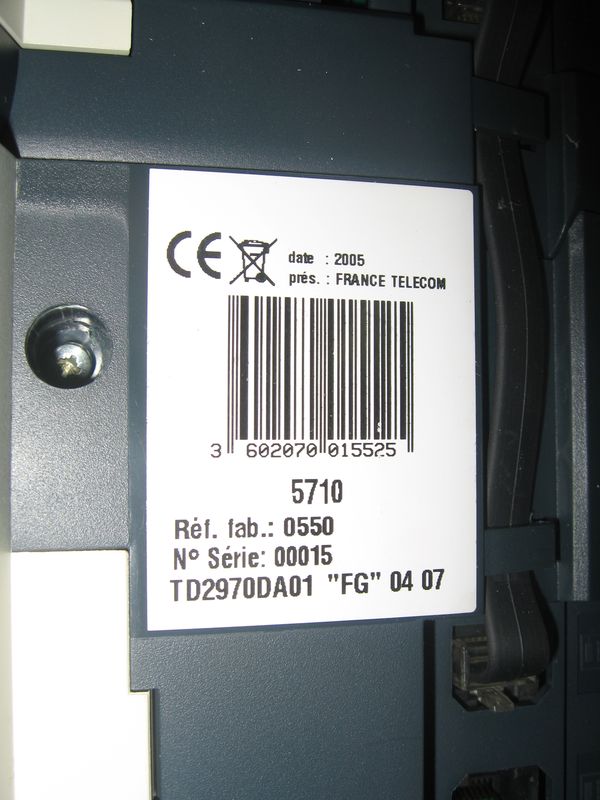 CE
date : 2005
prés. : FRANCE TELECOM
3 602070 015525
5710
Réf. fab.: 0550
N° Série: 00015
TD2970DA01 "FG" 04 07